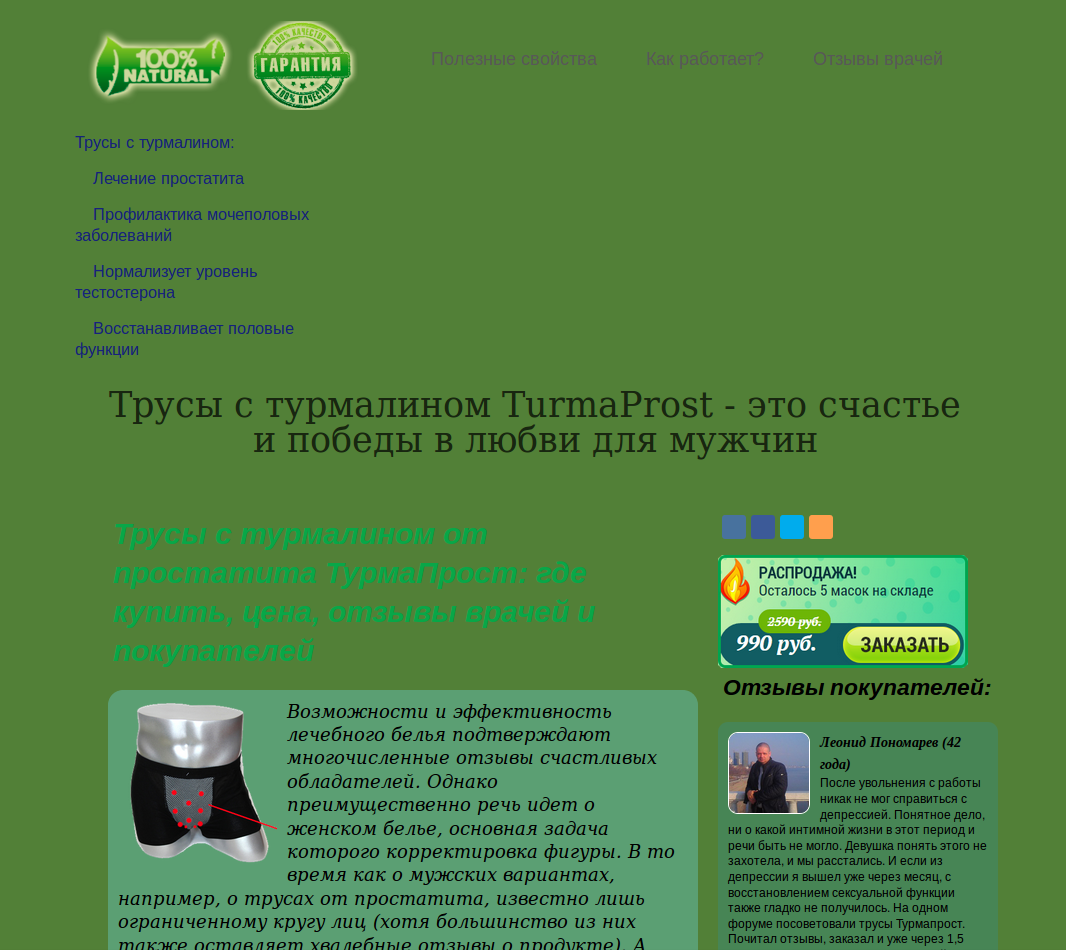 100%
NATURAL
100% КАЧЕСТВО
ГАРАНТИЯ
100% КАЧЕСТВО
Полезные свойства
Как работает?
Отзывы врачей
Трусы с турмалином:
Лечение простатита
Профилактика мочеполовых
заболеваний
Нормализует уровень
тестостерона
Восстанавливает половые
функции
Трусы с турмалином TurmaProst - это счастье
и победы в любви для мужчин
Трусы с турмалином от
простатита ТурмаПрост: где
купить, цена, отзывы врачей и
покупателей
Возможности и эффективность
лечебного белья подтверждают
многочисленные отзывы счастливых
обладателей. Однако
преимущественно речь идет о
женском белье, основная задача
которого корректировка фигуры. В то
время как о мужских вариантах,
например, о трусах от простатита, известно лишь
ограниченному кругу лиц (хотя большинство из них
также оставляет хвалебные отзывы о продукте). А
РАСПРОДАЖА!
Осталось 5 масок на складе
2590 руб.
990 руб.
ЗАКАЗАТЬ
Отзывы покупателей:
Леонид Пономарев (42
года)
После увольнения с работы
никак не мог справиться с
депрессией. Понятное дело,
ни о какой интимной жизни в этот период и
речи быть не могло. Девушка понять этого не
захотела, и мы расстались. И если из
депрессии я вышел уже через месяц, с
восстановлением сексуальной функции
также гладко не получилось. На одном
форуме посоветовали трусы Турмапрост.
Почитал отзывы, заказал и уже через 1,5